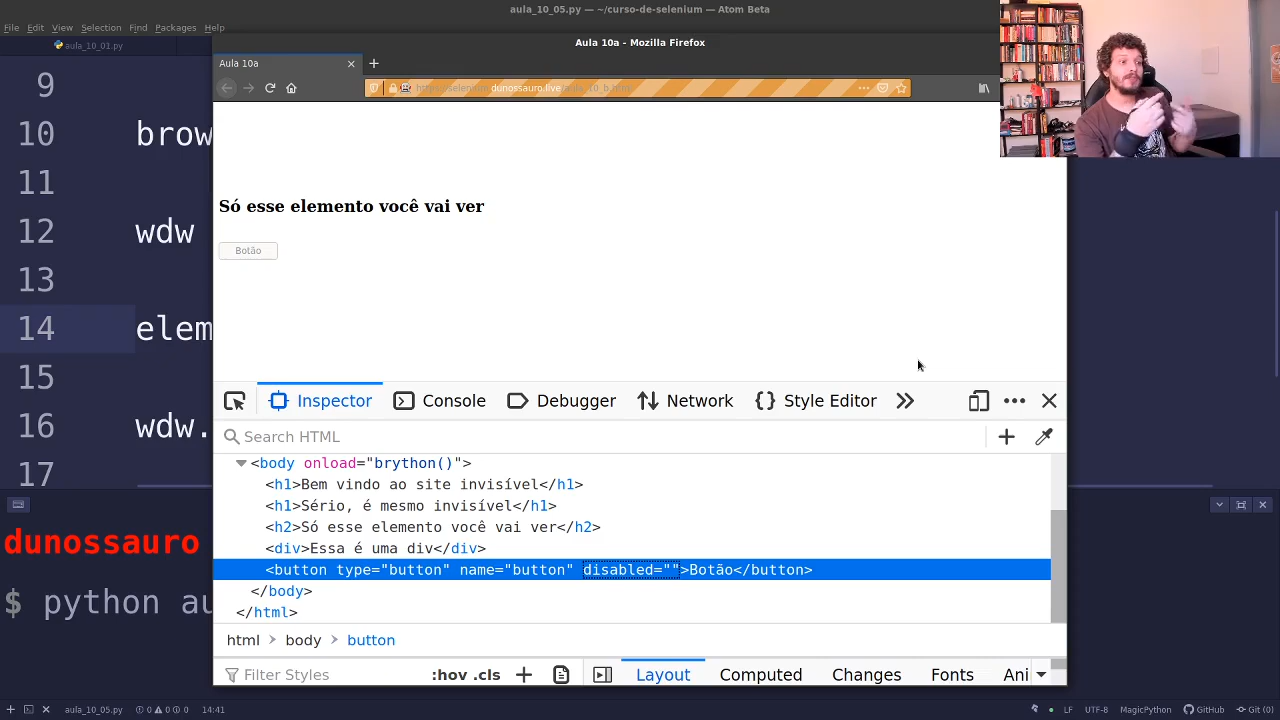 aula_10_05.py — ~/curso-de-selenium — Atom Beta
File Edit View Selection Find Packages Help
aula_10_01.py
Aula 10a - Mozilla Firefox
Aula 10a
dunossauro.live
9
10 brow
11
12 wdw
13
14 elem
15
16 wdw.
17
Só esse elemento você vai ver
Botão
Inspector Console Debugger Network Style Editor
Search HTML
<body onload="brython()">
<h1>Bem vindo ao site invisível</h1>
<h1>Sério, é mesmo invisível</h1>
<h2>Só esse elemento você vai ver</h2>
<div>Essa é uma div</div>
<button type="button" name="button" disabled="">Botão</button>
</body>
</html>
html body button
Filter Styles :hov .cls Layout Computed Changes Fonts Ani
dunossauro
$ python au
aula_10_05.py 0 0 0 14:41 LF UTF-8 MagicPython GitHub Git (0)